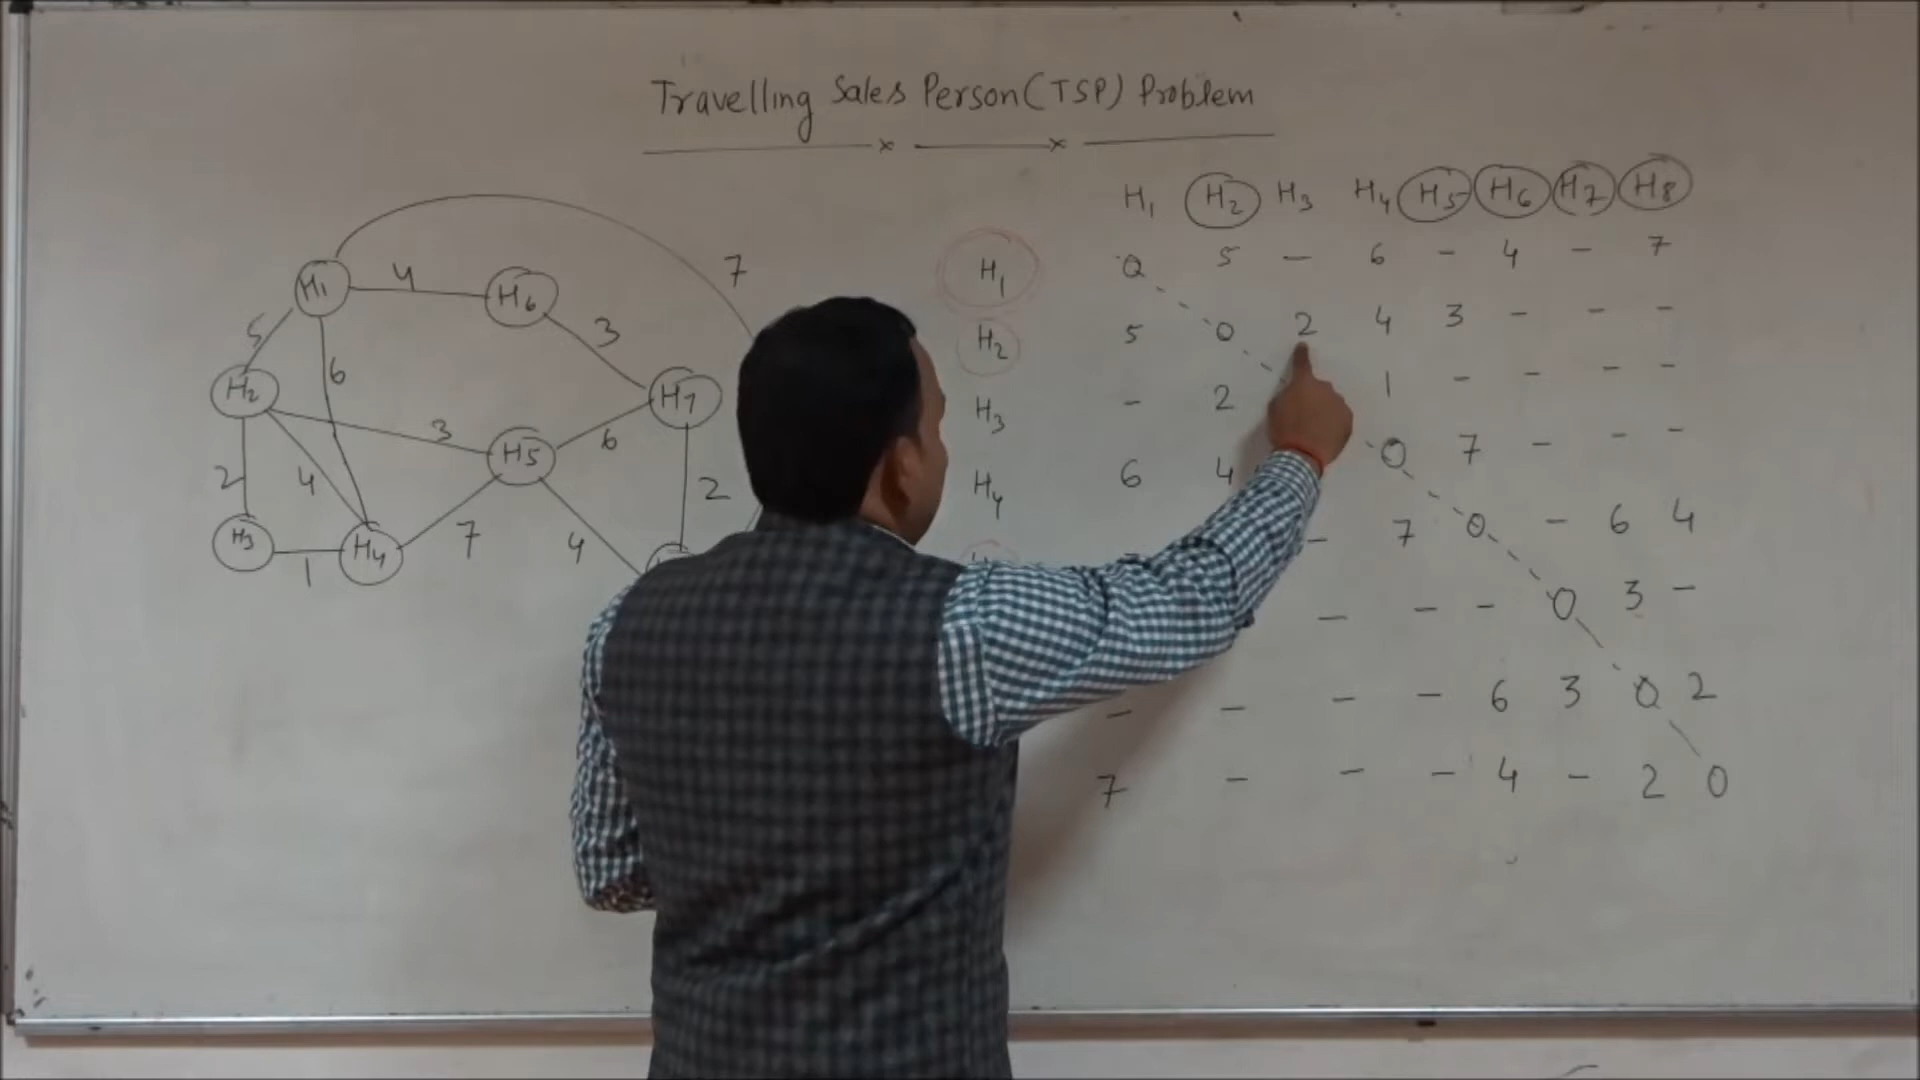 Travelling Sales Person (TSP) Problem
H1 H2 H3 H4 H5 H6 H7 H8
H1 0 5 - 6 - 4 - 7
H2 5 0 2 4 3 - - -
H3 - 2 1 - - - -
H4 6 4 0 7 - - -
- 7 0 - 6 4
- - - 0 3 -
- - - - 6 3 0 2
7 - - - 4 - 2 0
7
H1 4 H6
5 6 3
H2 3 H7
H5 6
2 4 2
H3 1 H4 7 4